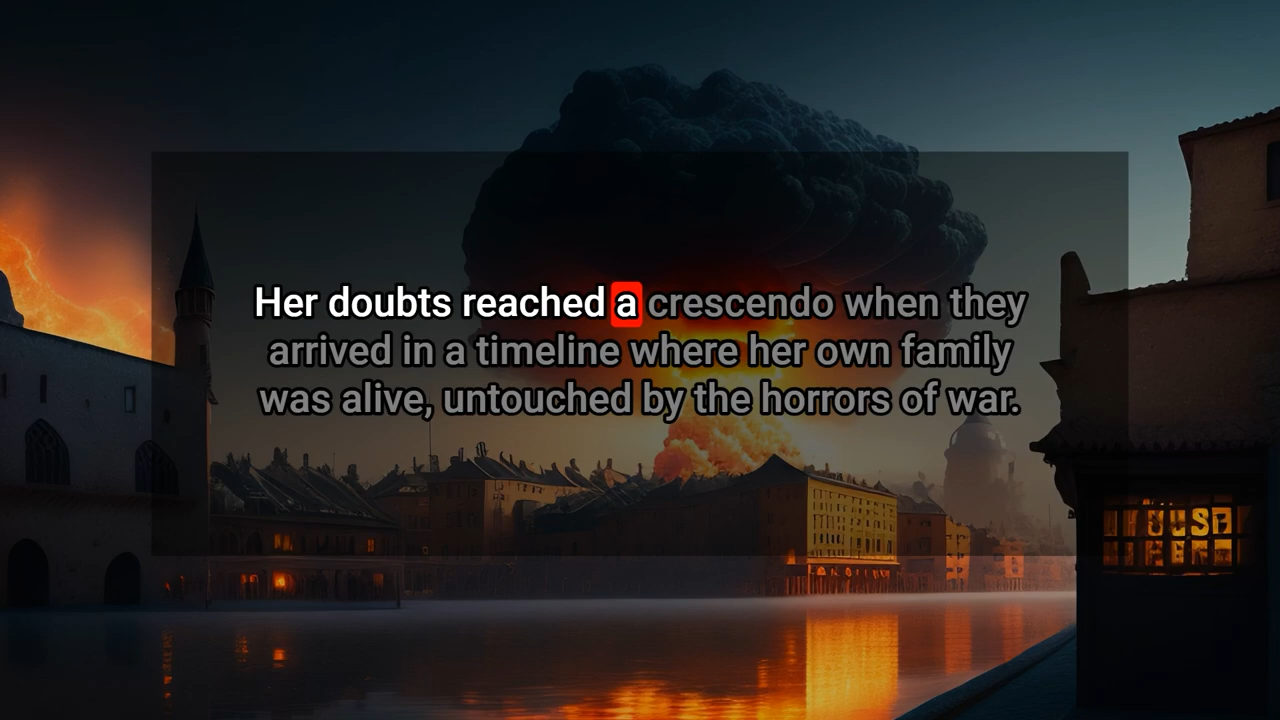 Her doubts reached a crescendo when they
arrived in a timeline where her own family
was alive, untouched by the horrors of war.